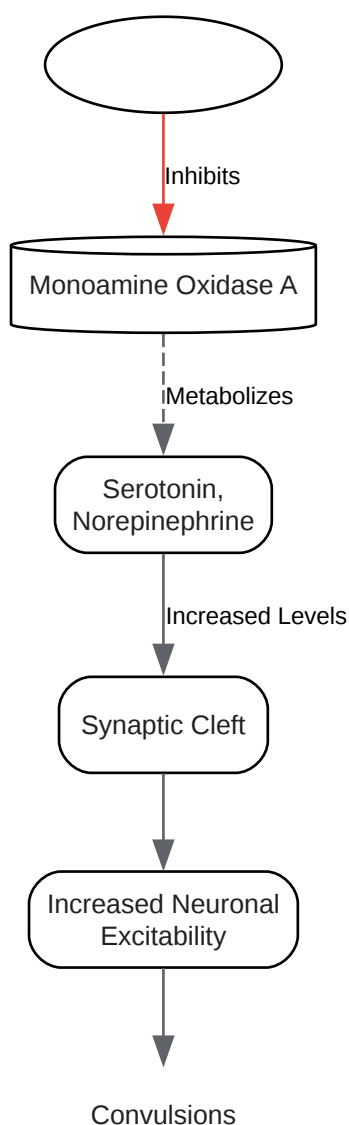 Inhibits
Monoamine Oxidase A
Metabolizes
Serotonin,
Norepinephrine
Increased Levels
Synaptic Cleft
Increased Neuronal
Excitability
Convulsions